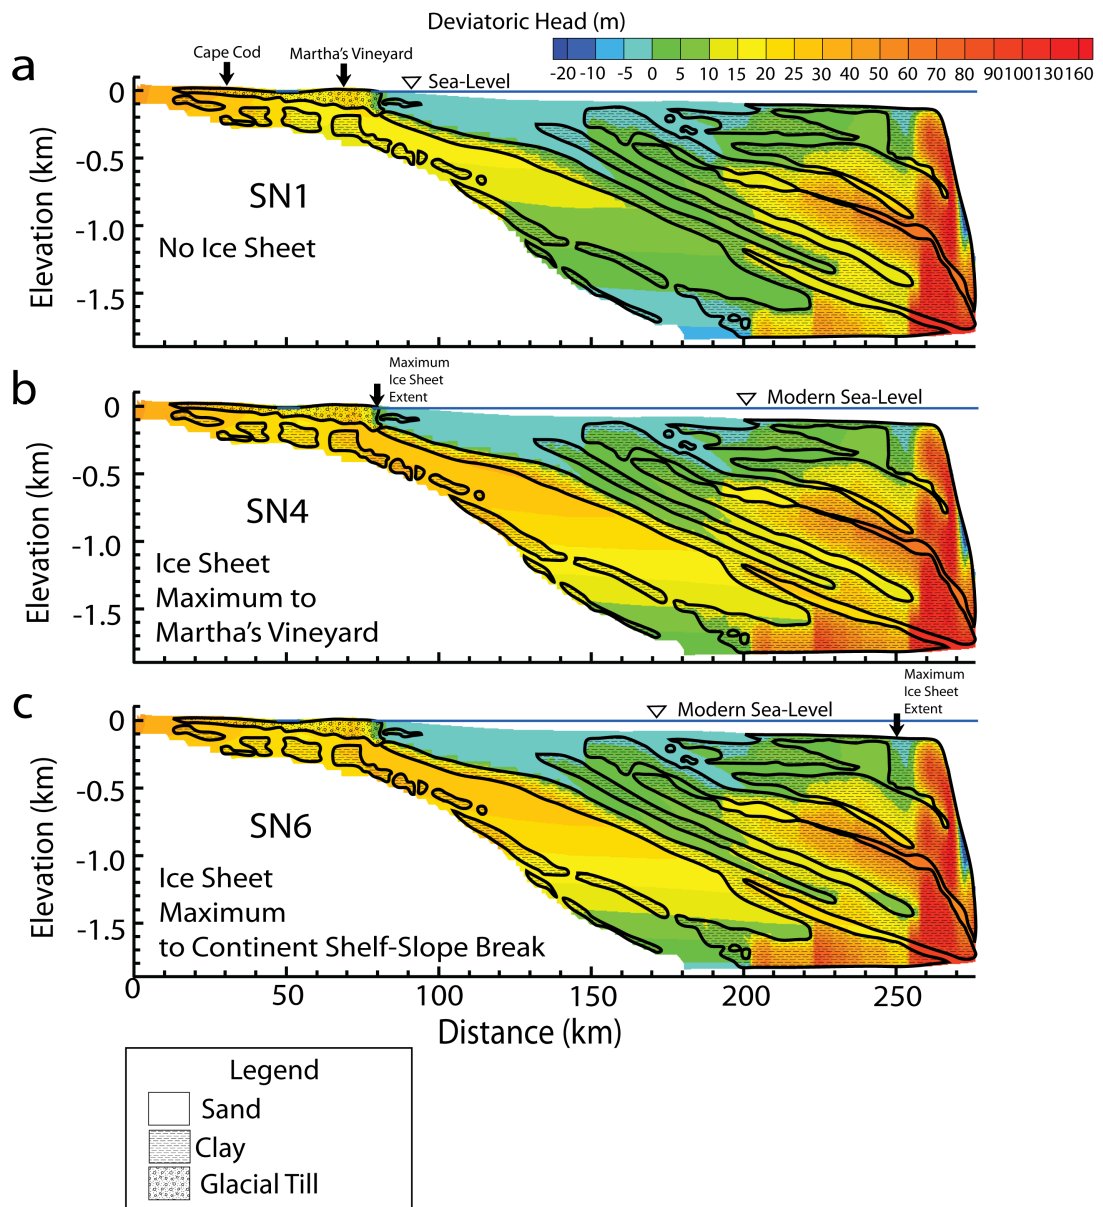 Deviatoric Head (m)
-20 -10 -5 0 5 10 15 20 25 30 40 50 60 70 80 90 100 130 160
a
Cape Cod
Martha's Vineyard
Sea-Level
0
-0.5
-1.0
-1.5
Elevation (km)
SN1
No Ice Sheet
b
Maximum
Ice Sheet
Extent
Modern Sea-Level
0
-0.5
-1.0
-1.5
Elevation (km)
SN4
Ice Sheet
Maximum to
Martha's Vineyard
c
Maximum
Ice Sheet
Extent
Modern Sea-Level
0
-0.5
-1.0
-1.5
Elevation (km)
SN6
Ice Sheet
Maximum
to Continent Shelf-Slope Break
0 50 100 150 200 250
Distance (km)
Legend
Sand
Clay
Glacial Till